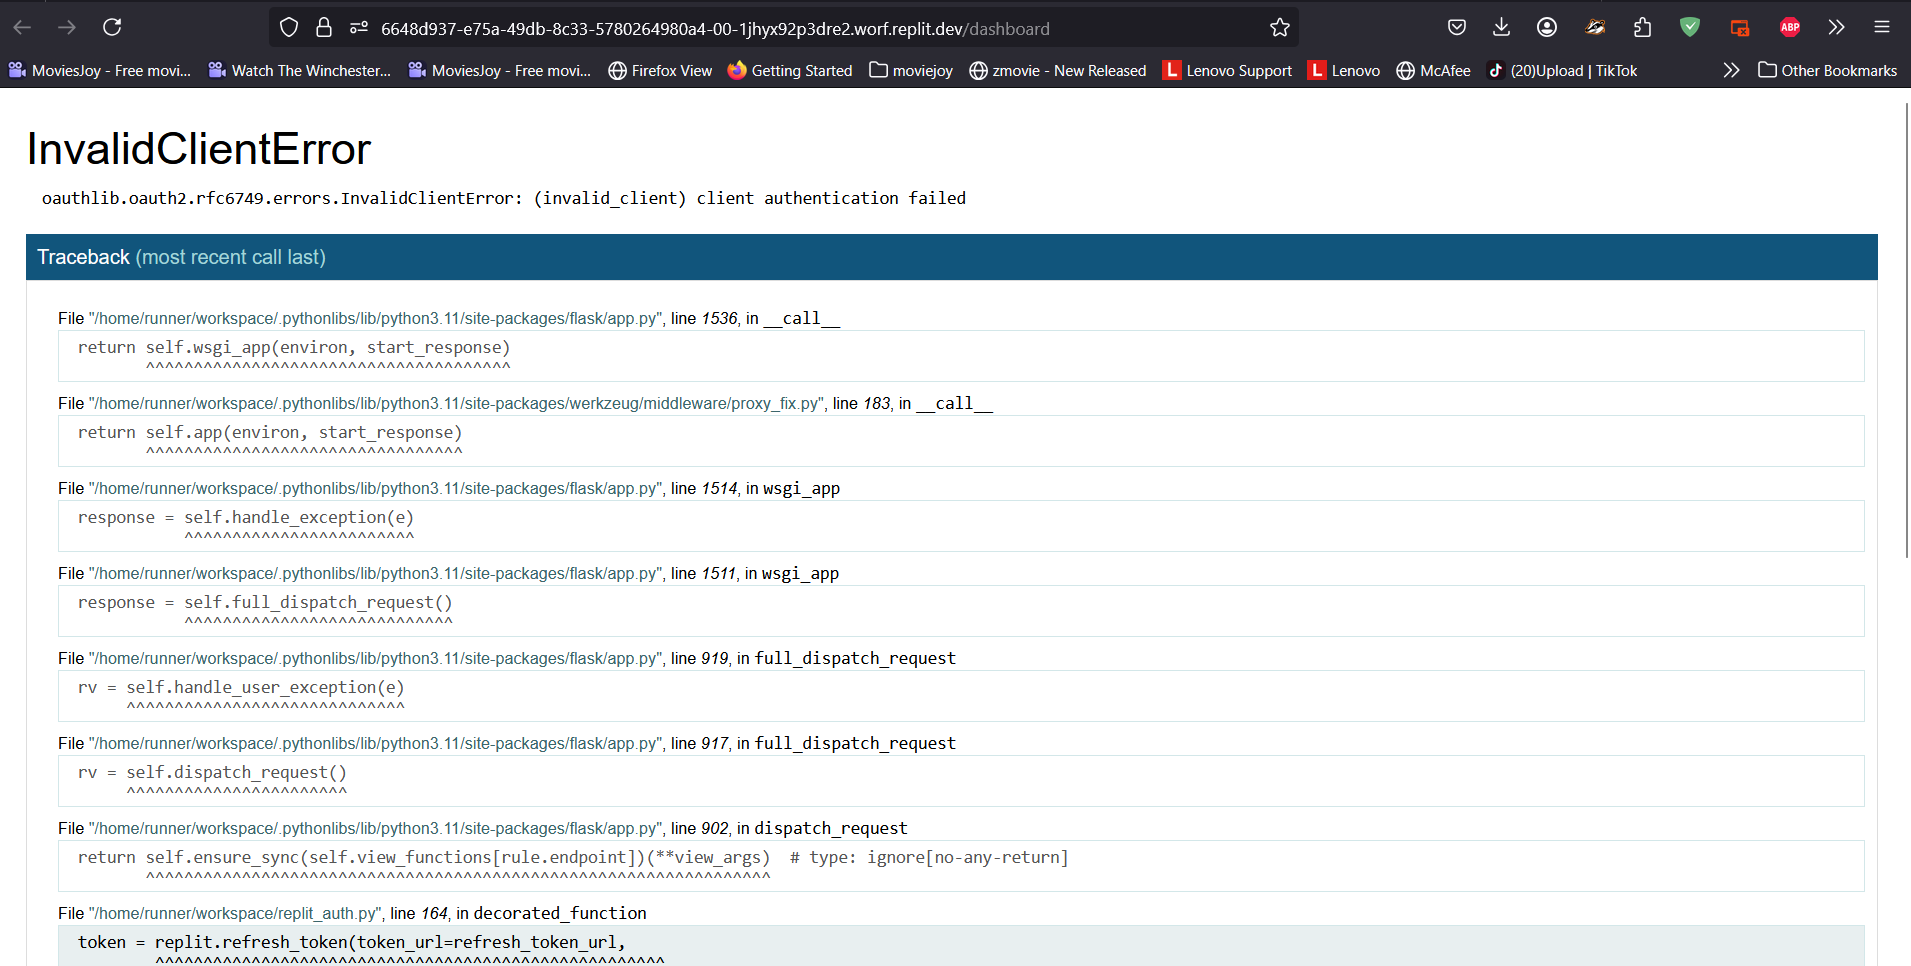 6648d937-e75a-49db-8c33-5780264980a4-00-1jhyx92p3dre2.worf.replit.dev/dashboard
ABP
MoviesJoy - Free movi... Watch The Winchester... MoviesJoy - Free movi... Firefox View Getting Started moviejoy zmovie - New Released L Lenovo Support L Lenovo McAfee (20)Upload | TikTok Other Bookmarks
InvalidClientError
oauthlib.oauth2.rfc6749.errors.InvalidClientError: (invalid_client) client authentication failed
Traceback (most recent call last)
File "/home/runner/workspace/.pythonlibs/lib/python3.11/site-packages/flask/app.py", line 1536, in __call__
return self.wsgi_app(environ, start_response)
^^^^^^^^^^^^^^^^^^^^^^^^^^^^^^^^^^^^^^
File "/home/runner/workspace/.pythonlibs/lib/python3.11/site-packages/werkzeug/middleware/proxy_fix.py", line 183, in __call__
return self.app(environ, start_response)
^^^^^^^^^^^^^^^^^^^^^^^^^^^^^^^^^
File "/home/runner/workspace/.pythonlibs/lib/python3.11/site-packages/flask/app.py", line 1514, in wsgi_app
response = self.handle_exception(e)
^^^^^^^^^^^^^^^^^^^^^^^^
File "/home/runner/workspace/.pythonlibs/lib/python3.11/site-packages/flask/app.py", line 1511, in wsgi_app
response = self.full_dispatch_request()
^^^^^^^^^^^^^^^^^^^^^^^^^^^^
File "/home/runner/workspace/.pythonlibs/lib/python3.11/site-packages/flask/app.py", line 919, in full_dispatch_request
rv = self.handle_user_exception(e)
^^^^^^^^^^^^^^^^^^^^^^^^^^^^^
File "/home/runner/workspace/.pythonlibs/lib/python3.11/site-packages/flask/app.py", line 917, in full_dispatch_request
rv = self.dispatch_request()
^^^^^^^^^^^^^^^^^^^^^^^
File "/home/runner/workspace/.pythonlibs/lib/python3.11/site-packages/flask/app.py", line 902, in dispatch_request
return self.ensure_sync(self.view_functions[rule.endpoint])(**view_args)  # type: ignore[no-any-return]
^^^^^^^^^^^^^^^^^^^^^^^^^^^^^^^^^^^^^^^^^^^^^^^^^^^^^^^^^^^^^^^^^
File "/home/runner/workspace/replit_auth.py", line 164, in decorated_function
token = replit.refresh_token(token_url=refresh_token_url,
^^^^^^^^^^^^^^^^^^^^^^^^^^^^^^^^^^^^^^^^^^^^^^^^^^^^^